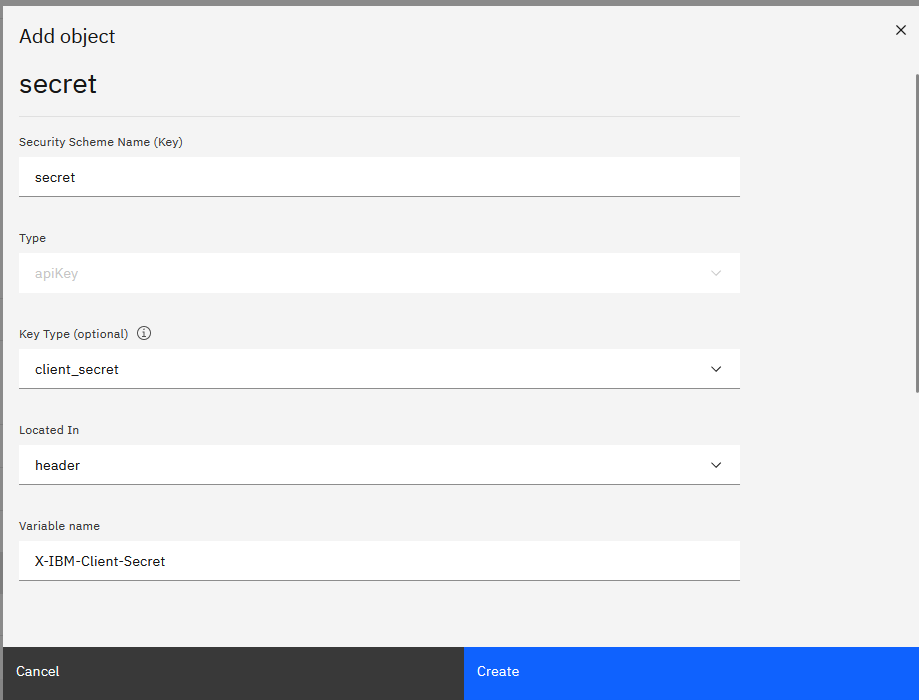 Add object
secret
Security Scheme Name (Key)
secret
Type
apiKey
Key Type (optional)
client_secret
Located In
header
Variable name
X-IBM-Client-Secret
Cancel
Create